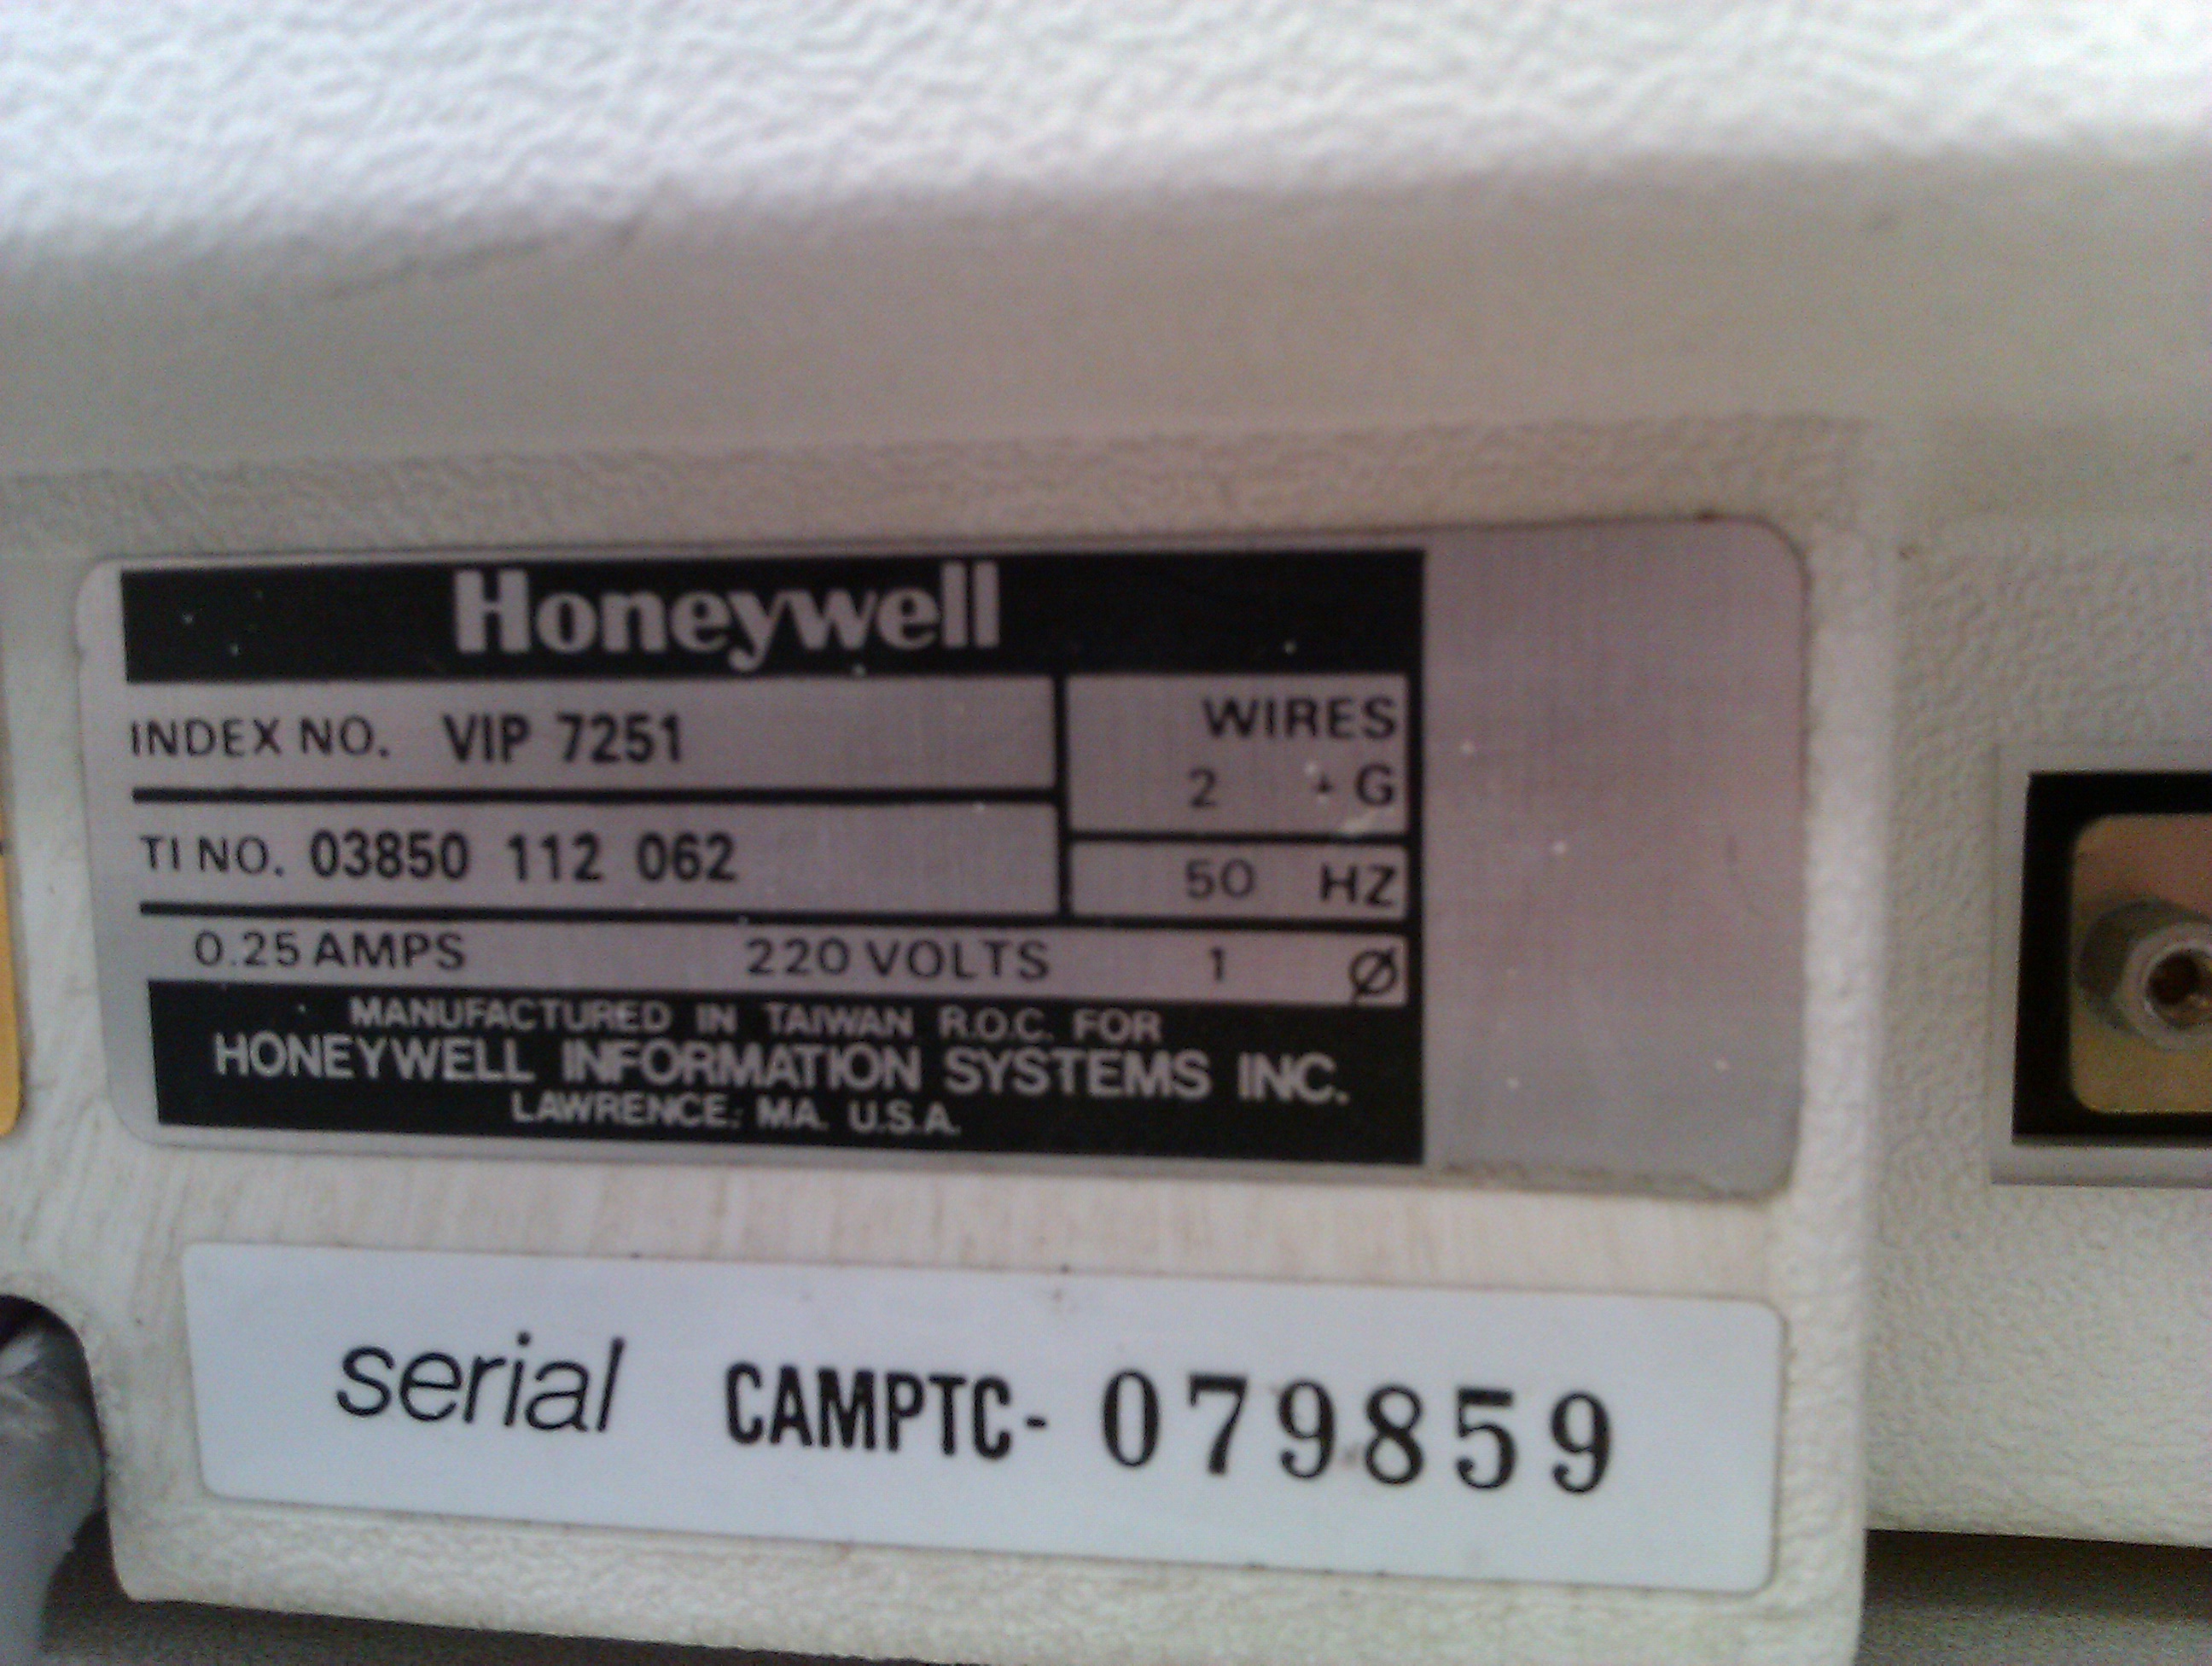 Honeywell
INDEX NO. VIP 7251
WIRES
2 + G
TI NO. 03850 112 062
50 HZ
0.25 AMPS 220 VOLTS 1 Ø
MANUFACTURED IN TAIWAN R.O.C. FOR
HONEYWELL INFORMATION SYSTEMS INC.
LAWRENCE. MA. U.S.A.
serial CAMPTC- 079859